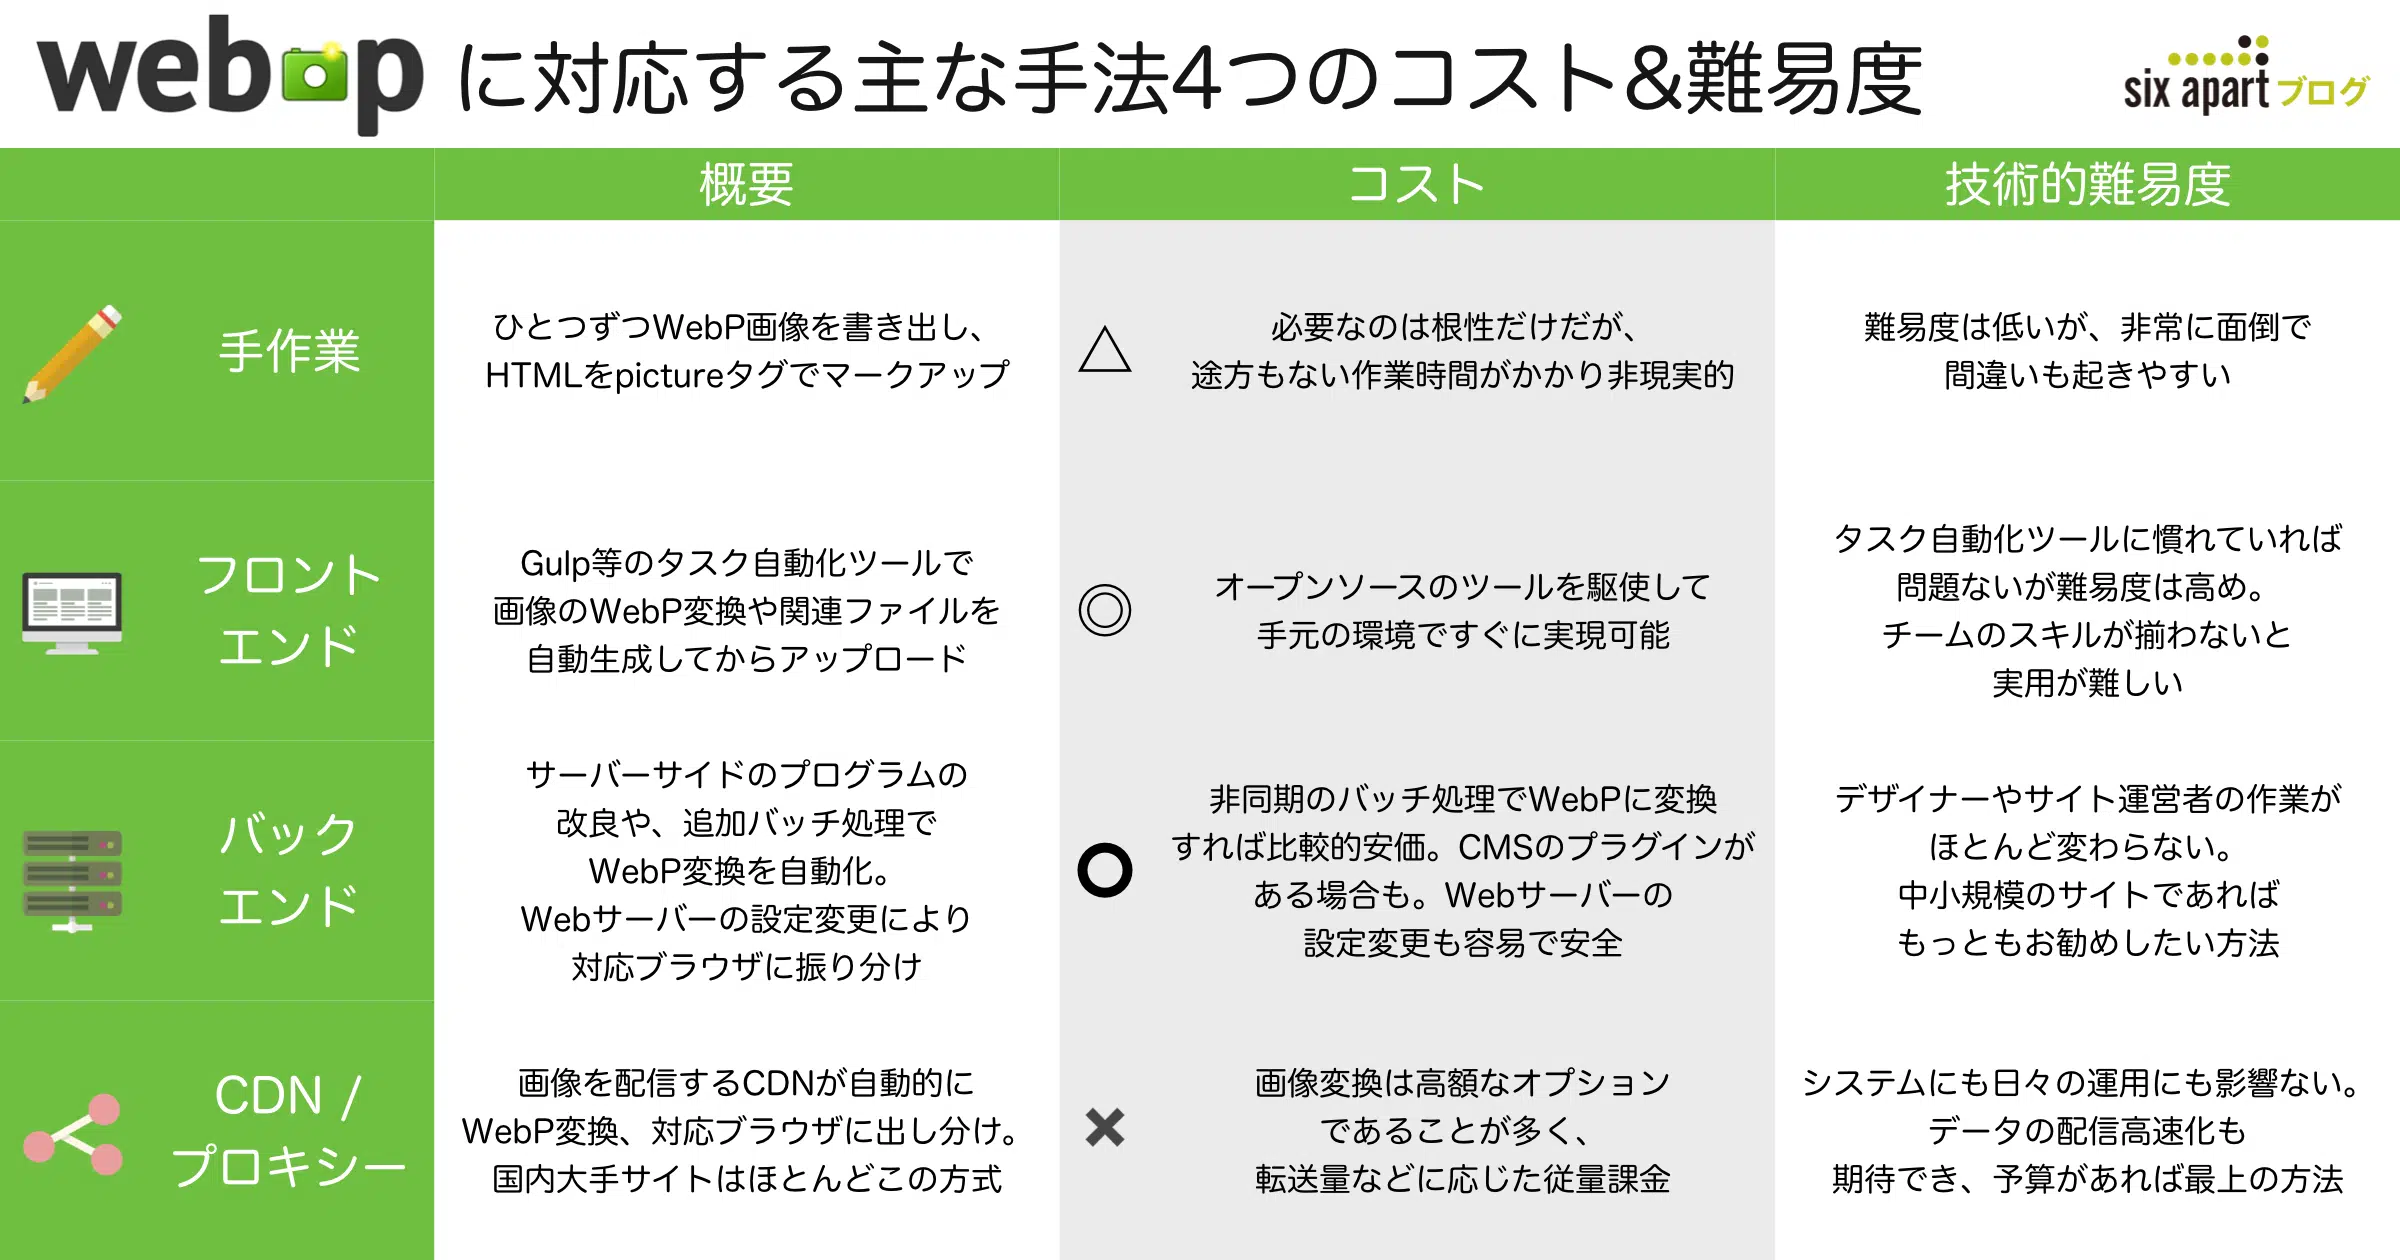 webp に対応する主な手法4つのコスト&難易度
six apart ブログ
概要
コスト
技術的難易度
手作業
ひとつずつWebP画像を書き出し、
HTMLをpictureタグでマークアップ
△
必要なのは根性だけだが、
途方もない作業時間がかかり非現実的
難易度は低いが、非常に面倒で
間違いも起きやすい
フロント
エンド
Gulp等のタスク自動化ツールで
画像のWebP変換や関連ファイルを
自動生成してからアップロード
◎
オープンソースのツールを駆使して
手元の環境ですぐに実現可能
タスク自動化ツールに慣れていれば
問題ないが難易度は高め。
チームのスキルが揃わないと
実用が難しい
バック
エンド
サーバーサイドのプログラムの
改良や、追加バッチ処理で
WebP変換を自動化。
Webサーバーの設定変更により
対応ブラウザに振り分け
○
非同期のバッチ処理でWebPに変換
すれば比較的安価。CMSのプラグインが
ある場合も。Webサーバーの
設定変更も容易で安全
デザイナーやサイト運営者の作業が
ほとんど変わらない。
中小規模のサイトであれば
もっともお勧めしたい方法
CDN /
プロキシー
画像を配信するCDNが自動的に
WebP変換、対応ブラウザに出し分け。
国内大手サイトはほとんどこの方式
✖
画像変換は高額なオプション
であることが多く、
転送量などに応じた従量課金
システムにも日々の運用にも影響ない。
データの配信高速化も
期待でき、予算があれば最上の方法